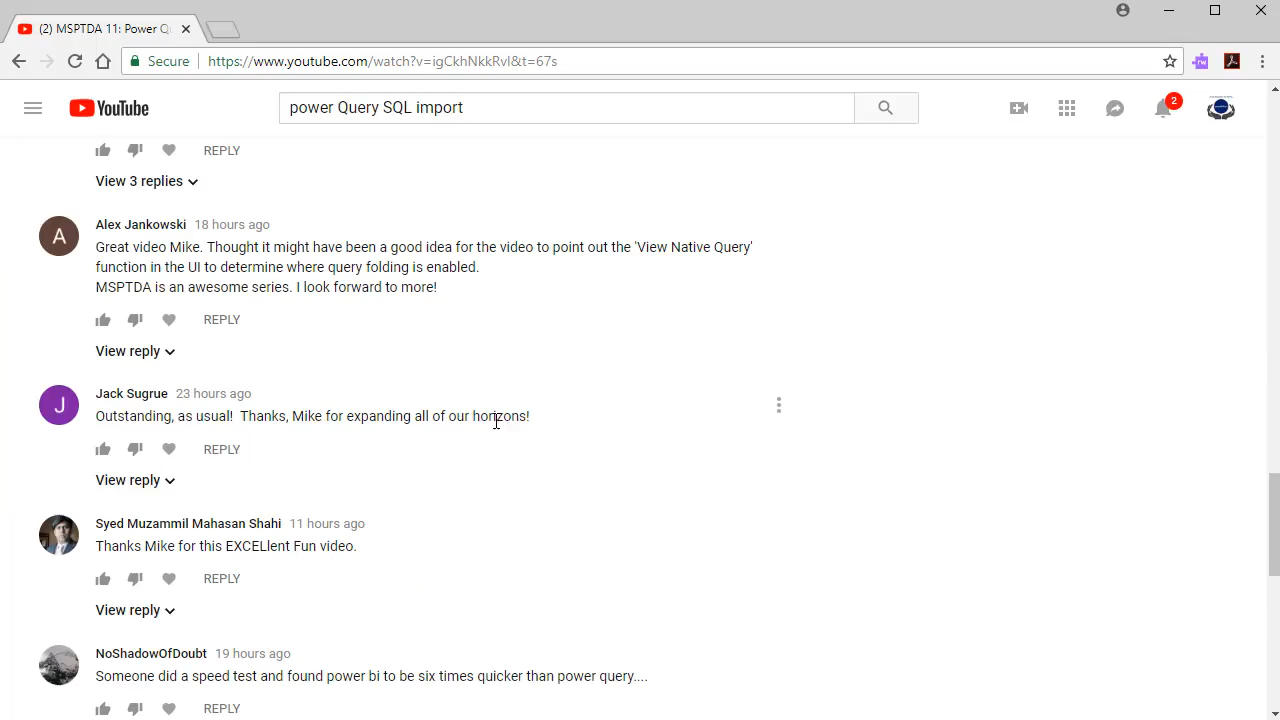 (2) MSPTDA 11: Power Q
Secure https://www.youtube.com/watch?v=igCkhNkkRvI&t=67s
YouTube
power Query SQL import
2
REPLY
View 3 replies
A
Alex Jankowski 18 hours ago
Great video Mike. Thought it might have been a good idea for the video to point out the 'View Native Query'
function in the UI to determine where query folding is enabled.
MSPTDA is an awesome series. I look forward to more!
REPLY
View reply
J
Jack Sugrue 23 hours ago
Outstanding, as usual!  Thanks, Mike for expanding all of our horizons!
REPLY
View reply
Syed Muzammil Mahasan Shahi 11 hours ago
Thanks Mike for this EXCELlent Fun video.
REPLY
View reply
NoShadowOfDoubt 19 hours ago
Someone did a speed test and found power bi to be six times quicker than power query....
REPLY